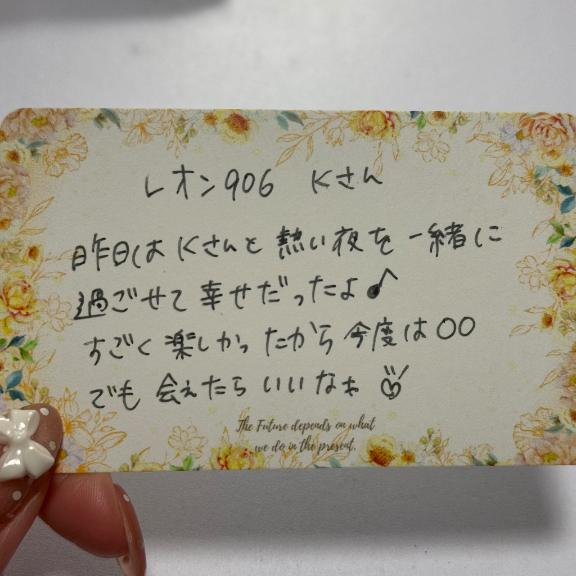 レオン906 Kさん
昨日はKさんと熱い夜を一緒に
過ごせて幸せだったよ♪
すごく楽しかったから今度は〇〇
でも会えたらいいなぁ♡
The Future depends on what
we do in the present.